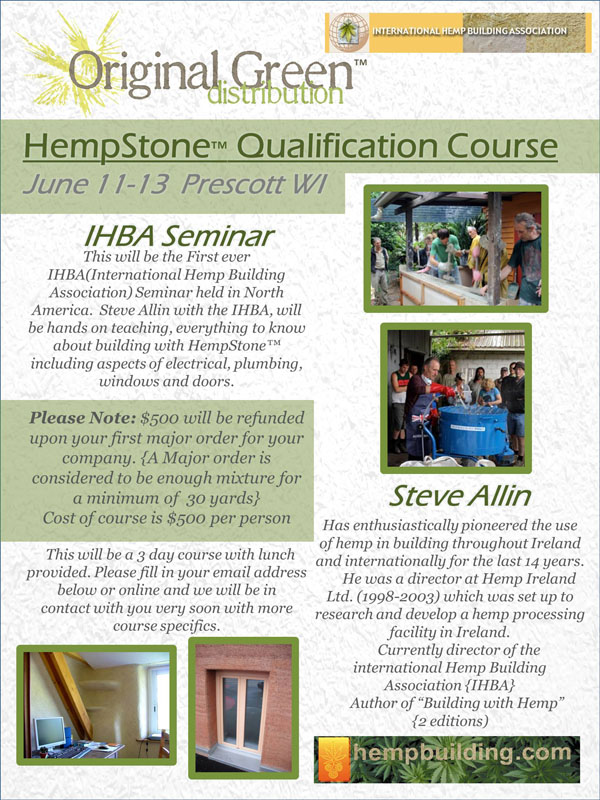 INTERNATIONAL HEMP BUILDING ASSOCIATION
Original Green™
distribution
HempStone™ Qualification Course
June 11-13 Prescott WI
IHBA Seminar
This will be the First ever
IHBA(International Hemp Building
Association) Seminar held in North
America. Steve Allin with the IHBA, will
be hands on teaching, everything to know
about building with HempStone™
including aspects of electrical, plumbing,
windows and doors.
Please Note: $500 will be refunded
upon your first major order for your
company. {A Major order is
considered to be enough mixture for
a minimum of 30 yards}
Cost of course is $500 per person
This will be a 3 day course with lunch
provided. Please fill in your email address
below or online and we will be in
contact with you very soon with more
course specifics.
Steve Allin
Has enthusiastically pioneered the use
of hemp in building throughout Ireland
and internationally for the last 14 years.
He was a director at Hemp Ireland
Ltd. (1998-2003) which was set up to
research and develop a hemp processing
facility in Ireland.
Currently director of the
international Hemp Building
Association {IHBA}
Author of “Building with Hemp”
{2 editions)
hempbuilding.com